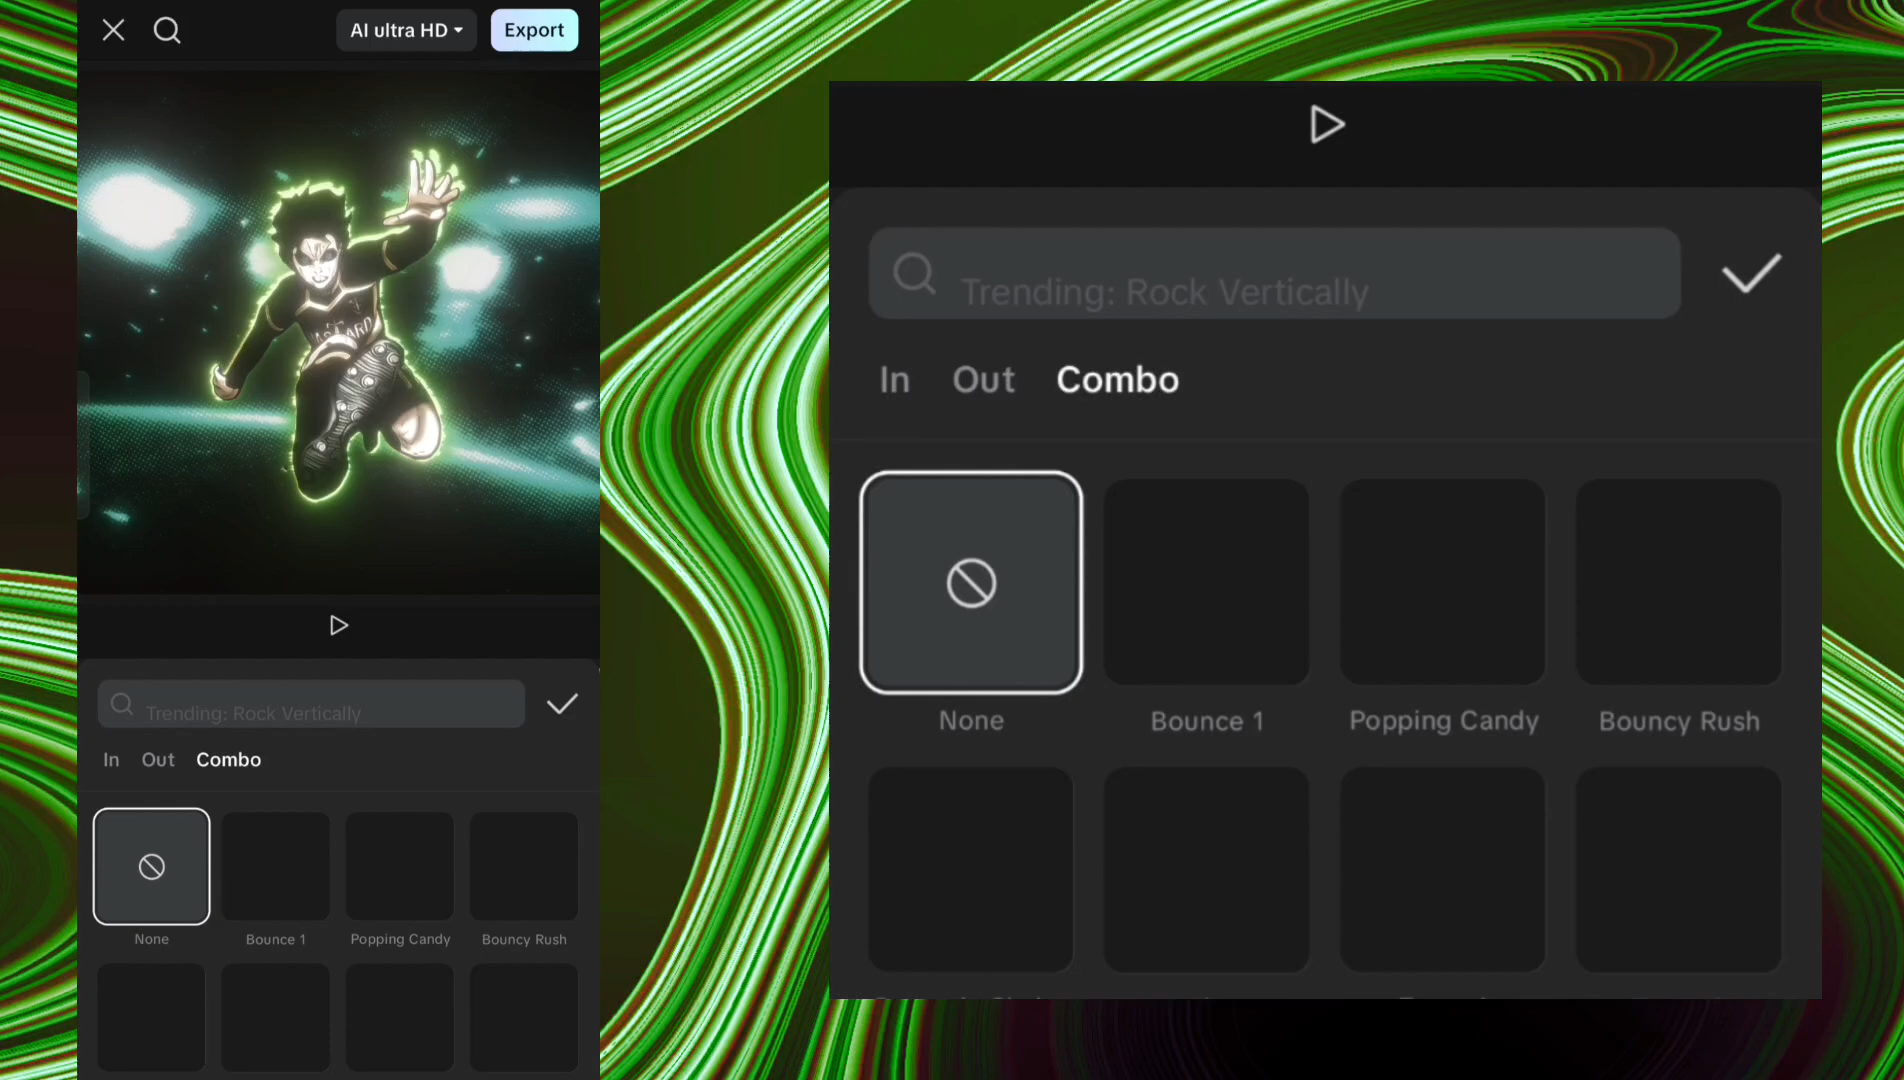 AI ultra HD
Export
Trending: Rock Vertically
In Out Combo
None Bounce 1 Popping Candy Bouncy Rush
Trending: Rock Vertically
In Out Combo
None Bounce 1 Popping Candy Bouncy Rush